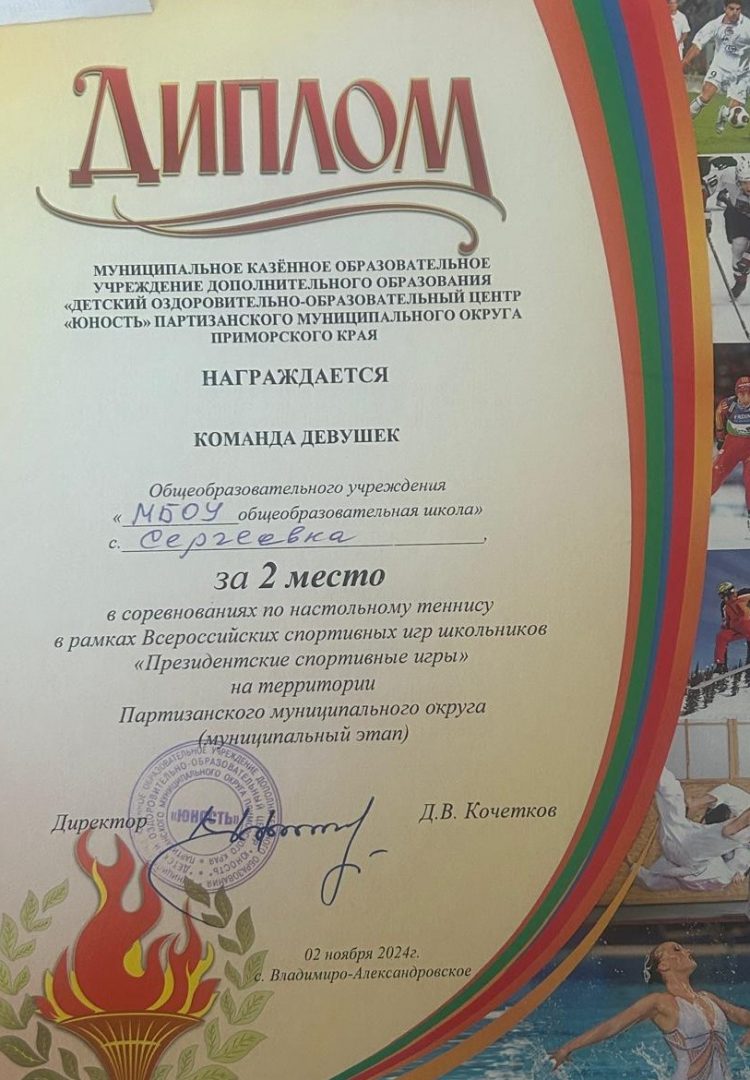 ДИПЛОМ
МУНИЦИПАЛЬНОЕ КАЗЁННОЕ ОБРАЗОВАТЕЛЬНОЕ
УЧРЕЖДЕНИЕ ДОПОЛНИТЕЛЬНОГО ОБРАЗОВАНИЯ
«ДЕТСКИЙ ОЗДОРОВИТЕЛЬНО-ОБРАЗОВАТЕЛЬНЫЙ ЦЕНТР
«ЮНОСТЬ» ПАРТИЗАНСКОГО МУНИЦИПАЛЬНОГО ОКРУГА
ПРИМОРСКОГО КРАЯ
НАГРАЖДАЕТСЯ
КОМАНДА ДЕВУШЕК
Общеобразовательного учреждения
« МБОУ общеобразовательная школа»
с. Сергеевка,
за 2 место
в соревнованиях по настольному теннису
в рамках Всероссийских спортивных игр школьников
«Президентские спортивные игры»
на территории
Партизанского муниципального округа
(муниципальный этап)
«ЮНОСТЬ»
Директор Д.В. Кочетков
02 ноября 2024г.
с. Владимиро-Александровское